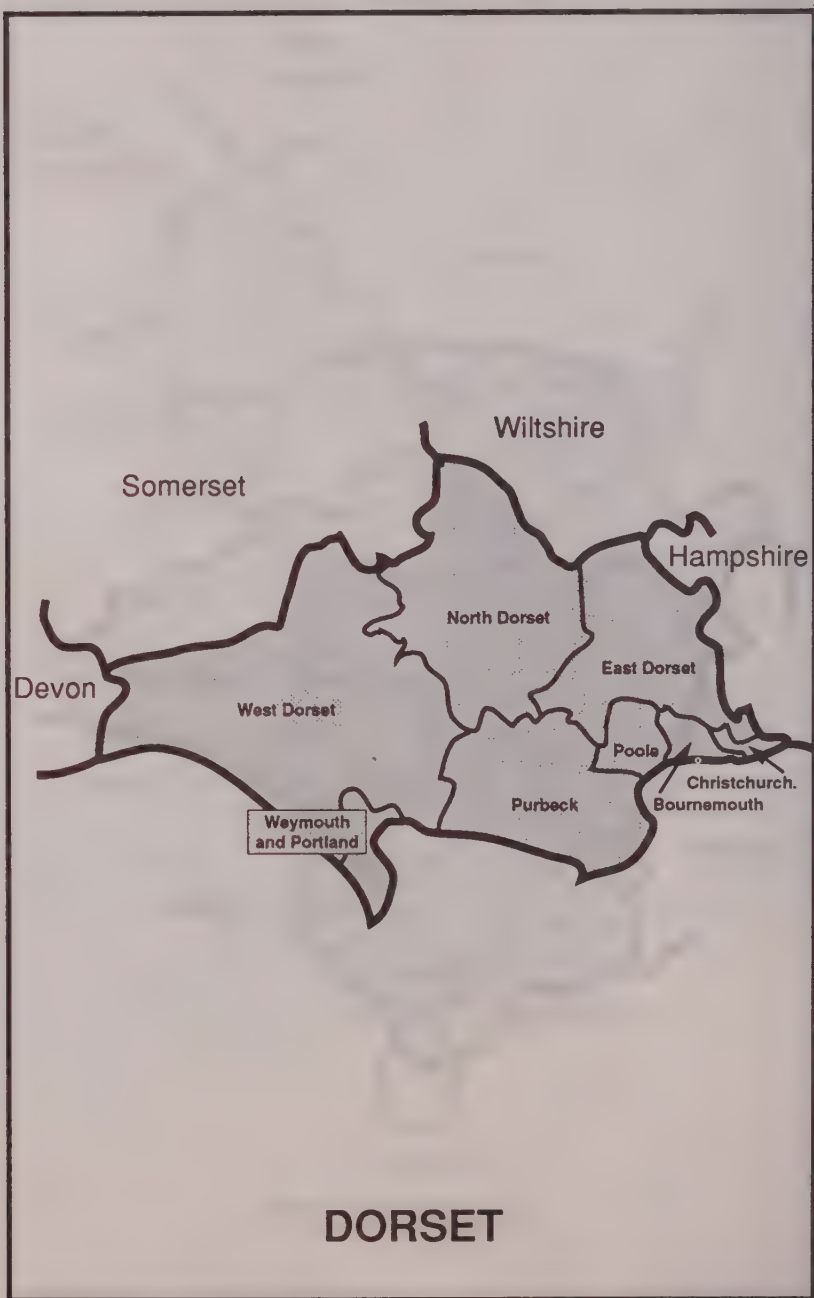 Wiltshire
Somerset
Hampshire
North Dorset
East Dorset
Devon
West Dorset
Poole
Christchurch.
Purbeck
Bournemouth
Weymouth
and Portland
DORSET